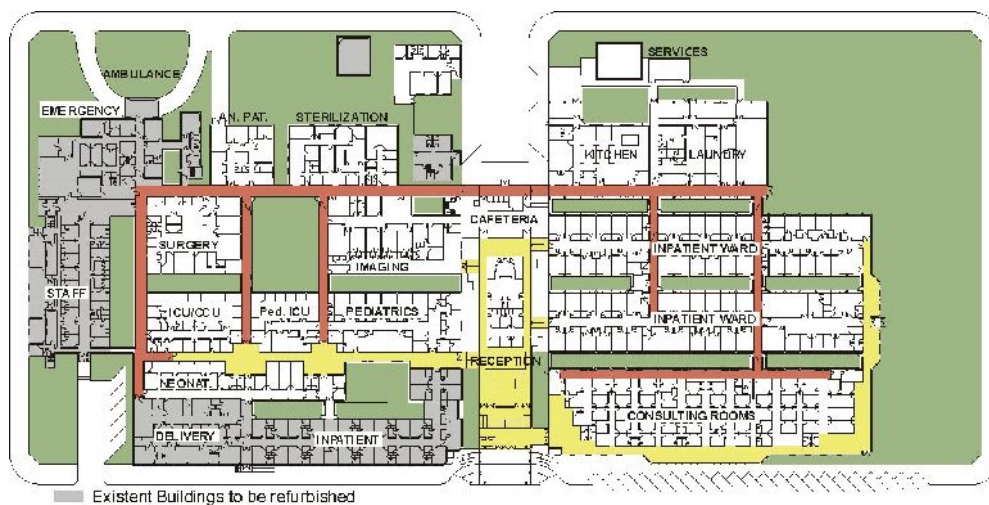 SERVICES
AMBULANCE
EMERGENCY
AN. PAT.
STERILIZATION
KITCHEN
LAUNDRY
CAFETERIA
SURGERY
INPATIENT WARD
IMAGING
STAFF
ICU/CCU
Ped. ICU
PEDIATRICS
INPATIENT WARD
RECEPTION
NEONAT.
CONSULTING ROOMS
DELIVERY
INPATIENT
Existent Buildings to be refurbished